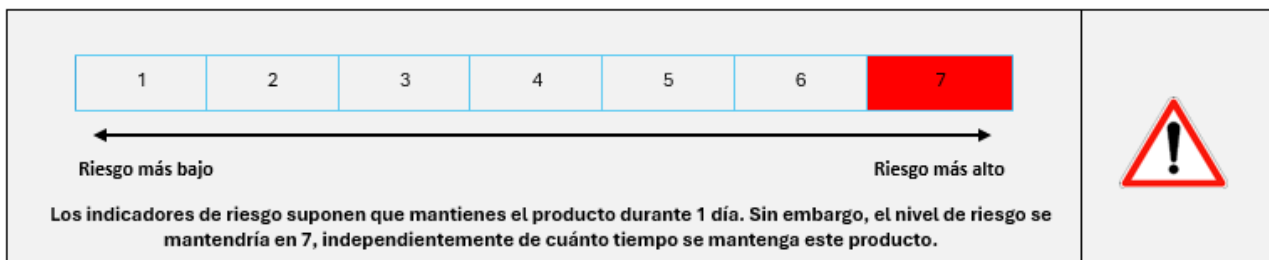 1 2 3 4 5 6 7
Riesgo más bajo Riesgo más alto
Los indicadores de riesgo suponen que mantienes el producto durante 1 día. Sin embargo, el nivel de riesgo se
mantendría en 7, independientemente de cuánto tiempo se mantenga este producto.
!